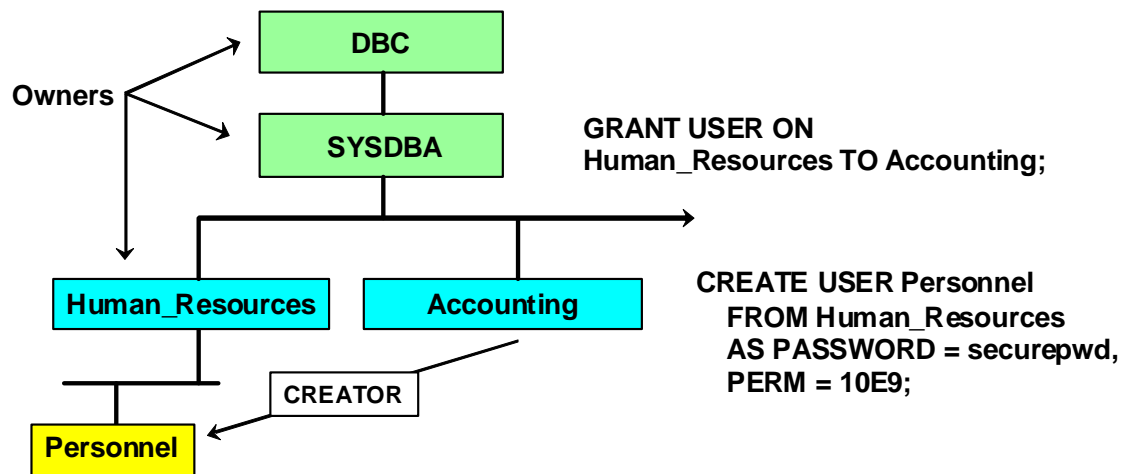 DBC
Owners
SYSDBA
GRANT USER ON
Human_Resources TO Accounting;
Human_Resources
Accounting
CREATE USER Personnel
FROM Human_Resources
AS PASSWORD = securepwd,
PERM = 10E9;
CREATOR
Personnel